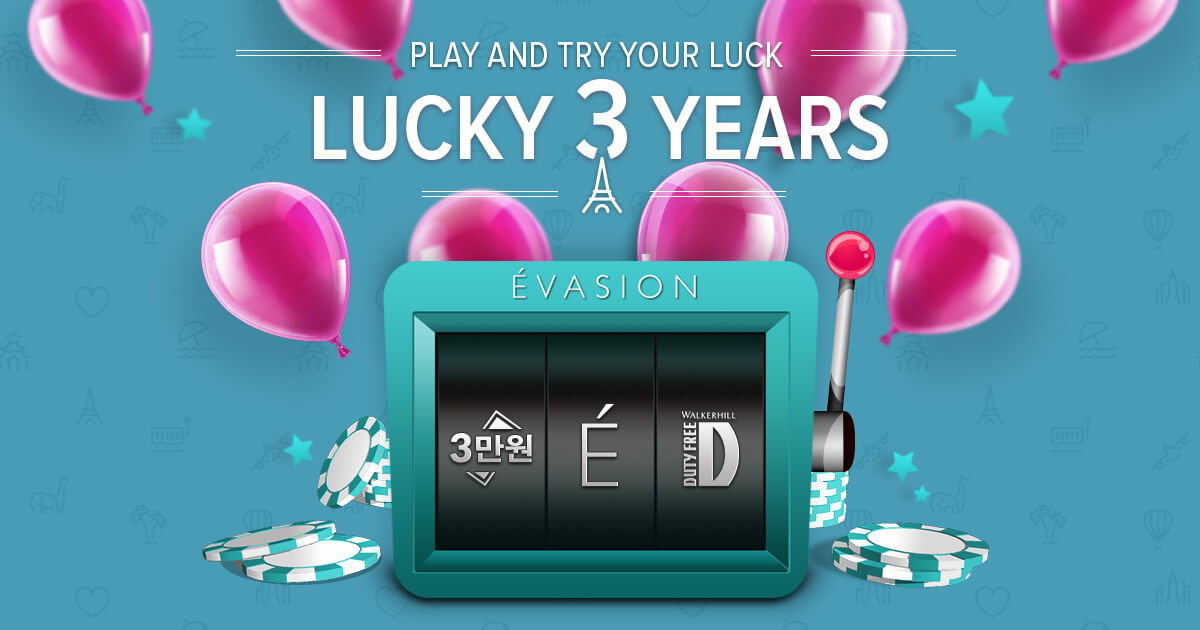 PLAY AND TRY YOUR LUCK
LUCKY 3 YEARS
ÉVASION
3만원
É
WALKERHILL
DUTY FREE D